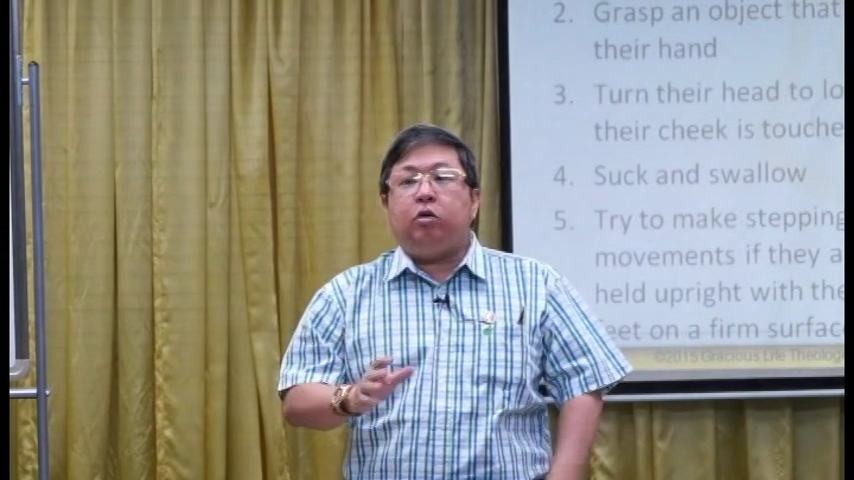 2. Grasp an object that
their hand
3. Turn their head to lo
their cheek is touche
4. Suck and swallow
5. Try to make stepping
movements if they a
held upright with the
feet on a firm surface
©2015 Gracious Life Theolog